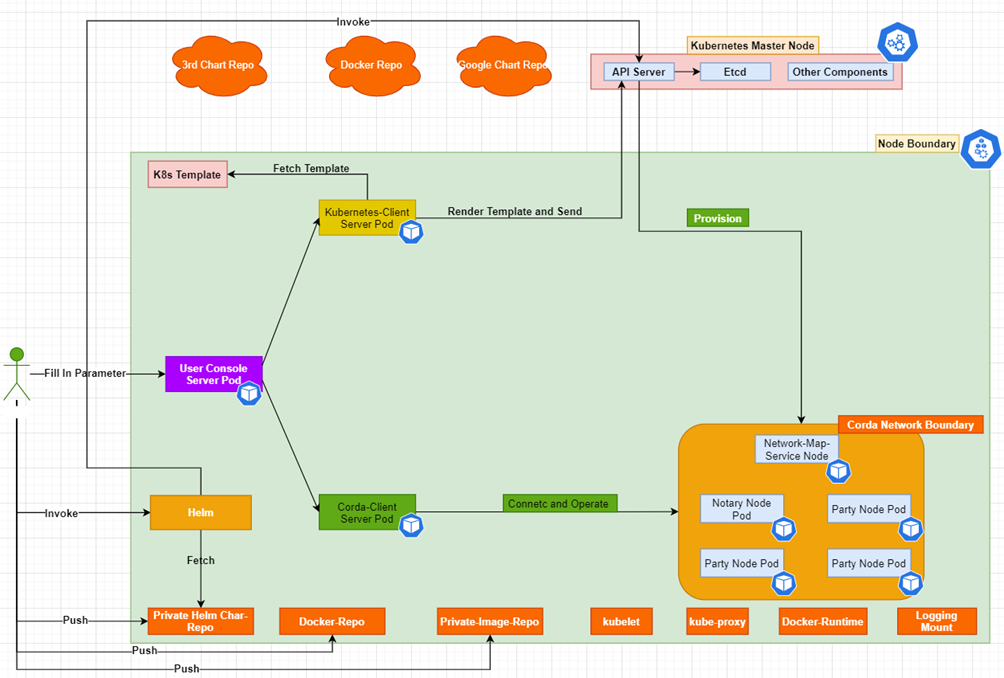 Invoke
3rd Chart Repo
Docker Repo
Google Chart Repo
Kubernetes Master Node
API Server
Etcd
Other Components
Node Boundary
K8s Template
Fetch Template
Kubernetes-Client
Server Pod
Render Template and Send
Provision
Fill In Parameter
User Console
Server Pod
Corda Network Boundary
Network-Map-
Service Node
Invoke
Helm
Corda-Client
Server Pod
Connetc and Operate
Notary Node
Pod
Party Node Pod
Party Node Pod
Party Node Pod
Fetch
Push
Private Helm Char-
Repo
Docker-Repo
Private-Image-Repo
kubelet
kube-proxy
Docker-Runtime
Logging
Mount
Push
Push